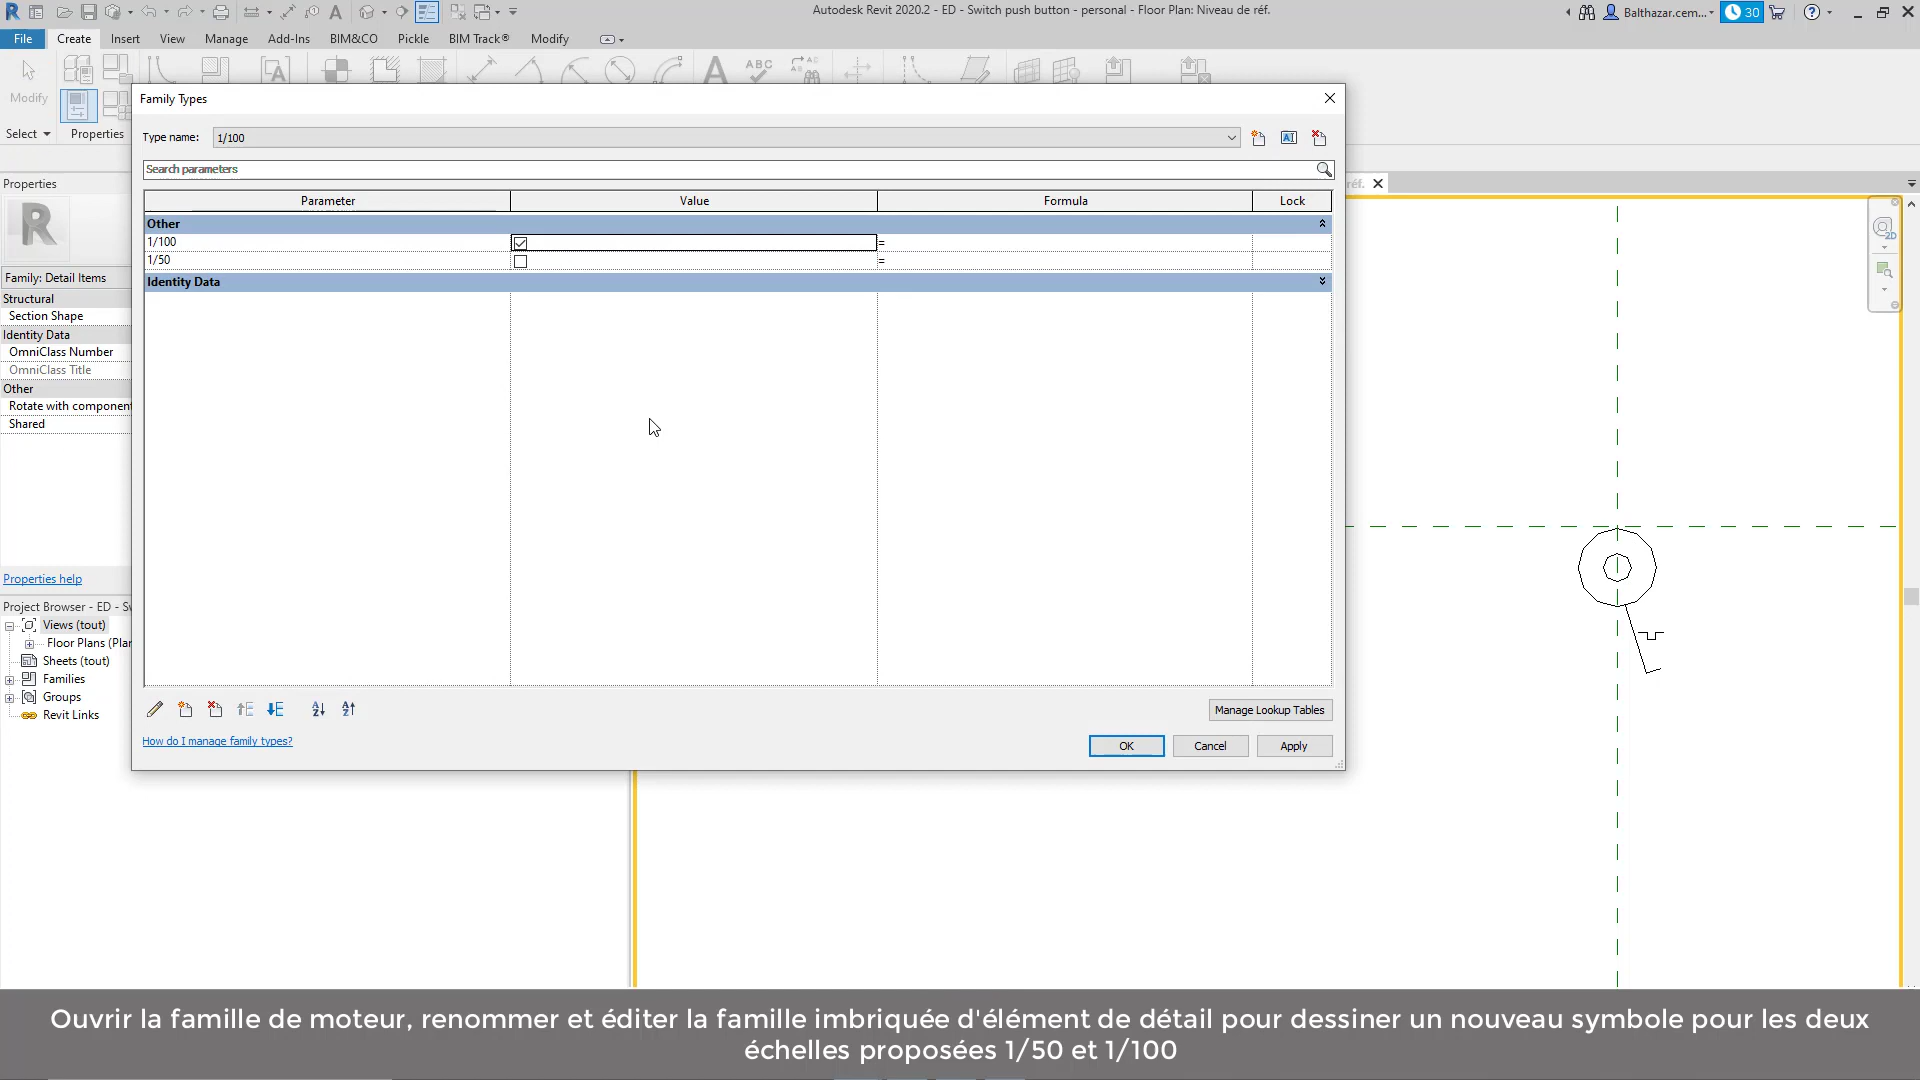 Autodesk Revit 2020.2 - ED - Switch push button - personal - Floor Plan: Niveau de réf.
Balthazar.cem...
30
File Create Insert View Manage Add-Ins BIM&CO Pickle BIM Track® Modify
Modify
Select
Properties
Family Types
Type name: 1/100
Search parameters
Parameter Value Formula Lock
Other
1/100 =
1/50 =
Identity Data
Manage Lookup Tables
How do I manage family types?
OK Cancel Apply
Properties
Family: Detail Items
Structural
Section Shape
Identity Data
OmniClass Number
OmniClass Title
Other
Rotate with component
Shared
Properties help
Project Browser - ED - Sw
Views (tout)
Floor Plans (Plan
Sheets (tout)
Families
Groups
Revit Links
réf.
2D
Ouvrir la famille de moteur, renommer et éditer la famille imbriquée d'élément de détail pour dessiner un nouveau symbole pour les deux
échelles proposées 1/50 et 1/100